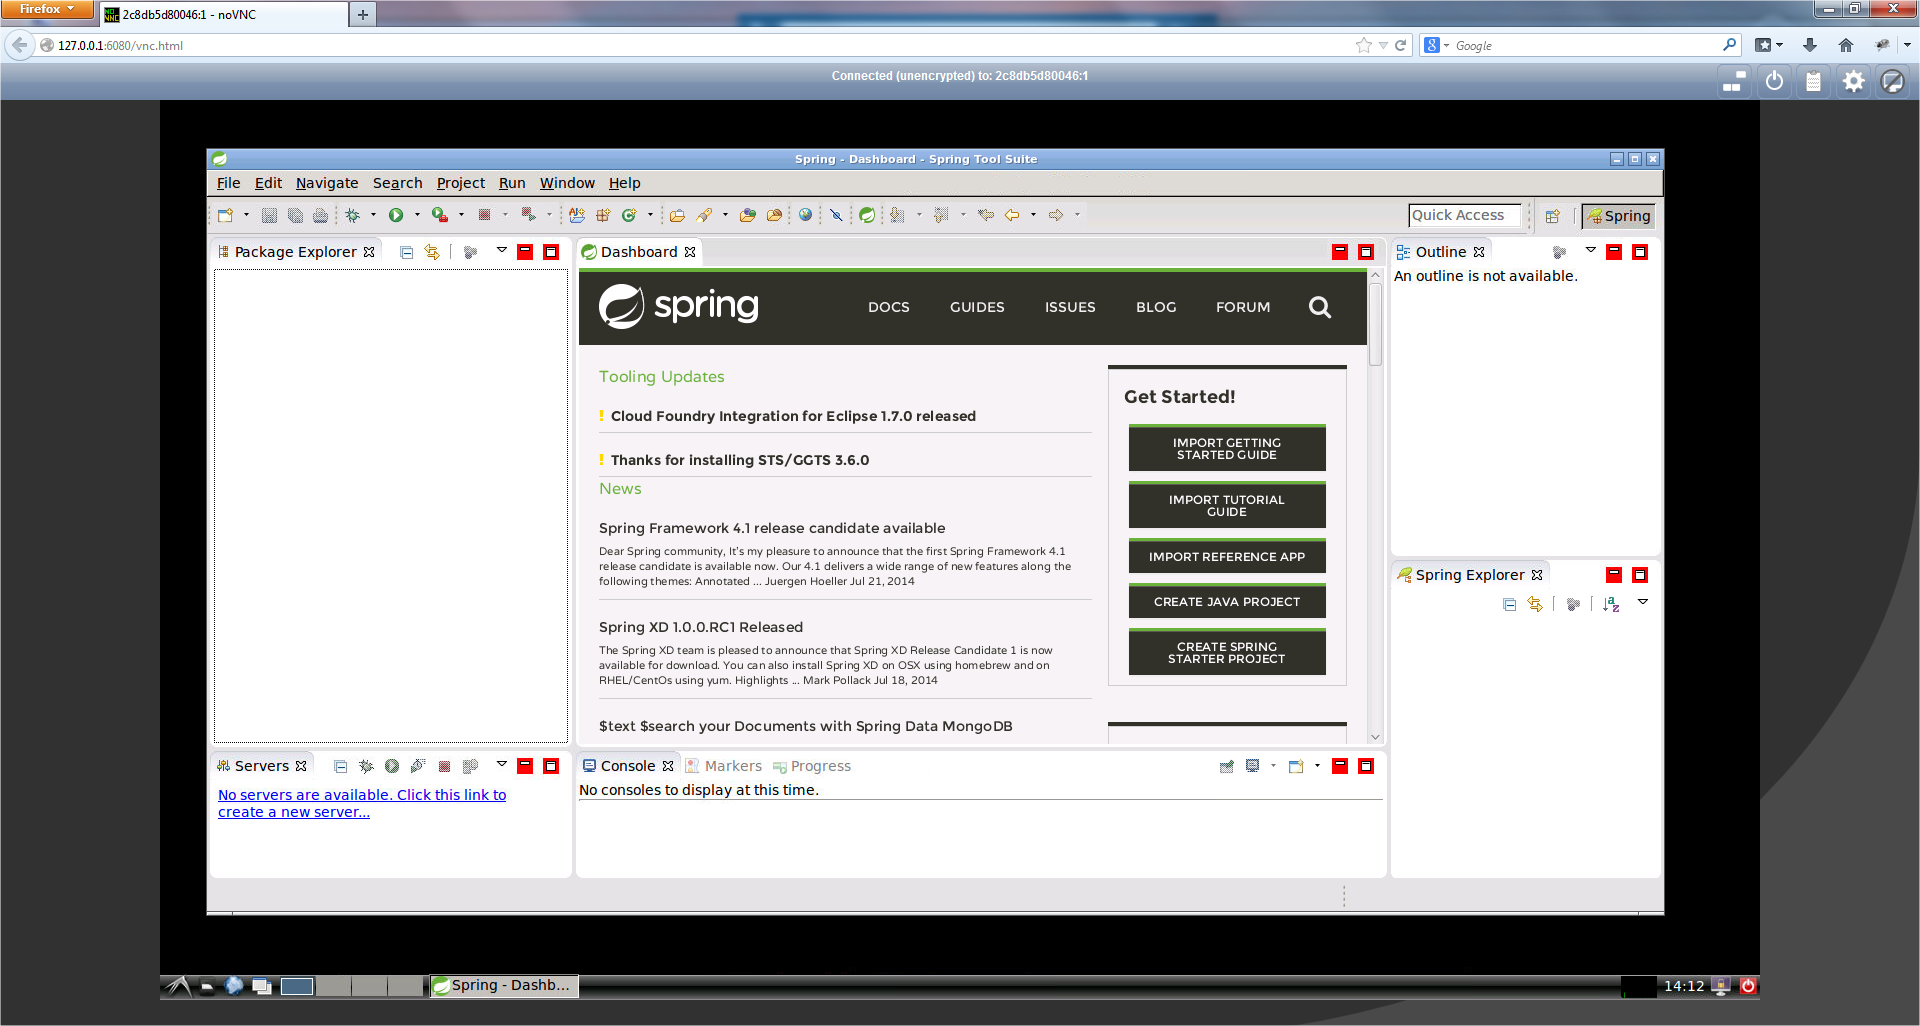 Firefox
2c8db5d80046:1 - noVNC
127.0.0.1:6080/vnc.html
Google
Connected (unencrypted) to: 2c8db5d80046:1
Spring - Dashboard - Spring Tool Suite
File Edit Navigate Search Project Run Window Help
Quick Access
Spring
Package Explorer
Dashboard
Outline
An outline is not available.
spring
DOCS GUIDES ISSUES BLOG FORUM
Tooling Updates
! Cloud Foundry Integration for Eclipse 1.7.0 released
! Thanks for installing STS/GGTS 3.6.0
News
Spring Framework 4.1 release candidate available
Dear Spring community, It's my pleasure to announce that the first Spring Framework 4.1
release candidate is available now. Our 4.1 delivers a wide range of new features along the
following themes: Annotated ... Juergen Hoeller Jul 21, 2014
Spring XD 1.0.0.RC1 Released
The Spring XD team is pleased to announce that Spring XD Release Candidate 1 is now
available for download. You can also install Spring XD on OSX using homebrew and on
RHEL/CentOs using yum. Highlights ... Mark Pollack Jul 18, 2014
$text $search your Documents with Spring Data MongoDB
Get Started!
IMPORT GETTING
STARTED GUIDE
IMPORT TUTORIAL
GUIDE
IMPORT REFERENCE APP
CREATE JAVA PROJECT
CREATE SPRING
STARTER PROJECT
Spring Explorer
Servers
No servers are available. Click this link to
create a new server...
Console Markers Progress
No consoles to display at this time.
Spring - Dashb...
14:12